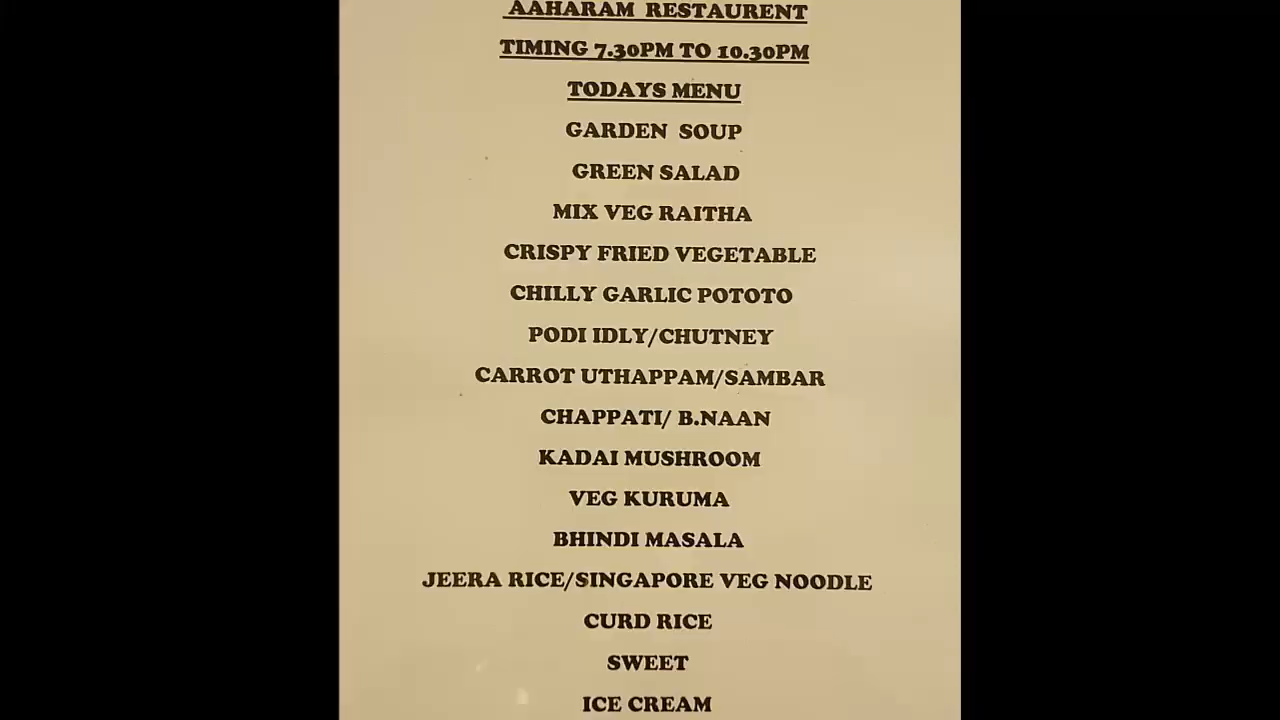 AAHARAM RESTAURENT
TIMING 7.30PM TO 10.30PM
TODAYS MENU
GARDEN SOUP
GREEN SALAD
MIX VEG RAITHA
CRISPY FRIED VEGETABLE
CHILLY GARLIC POTOTO
PODI IDLY/CHUTNEY
CARROT UTHAPPAM/SAMBAR
CHAPPATI/ B.NAAN
KADAI MUSHROOM
VEG KURUMA
BHINDI MASALA
JEERA RICE/SINGAPORE VEG NOODLE
CURD RICE
SWEET
ICE CREAM